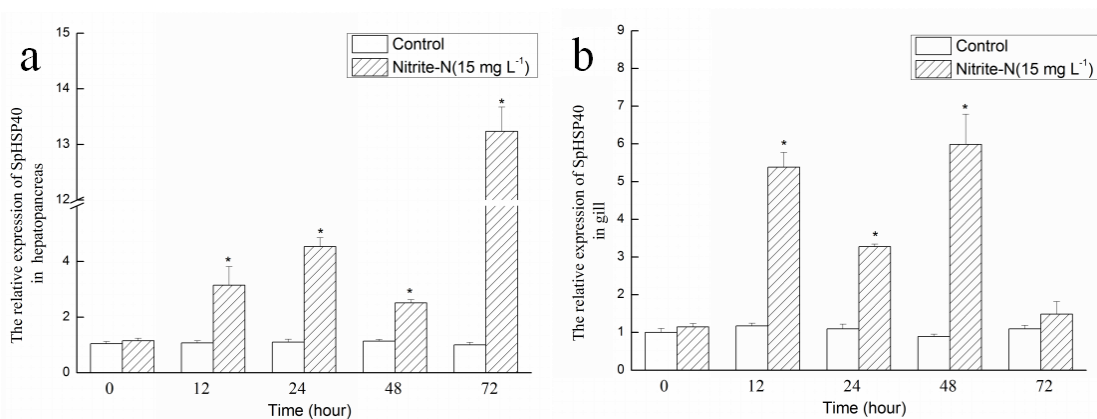 a
15
14
13
12
4
2
0
The relative expression of SpHSP40
in hepatopancreas
Control
Nitrite-N(15 mg L⁻¹)
*
*
*
*
0 12 24 48 72
Time (hour)
b
9
8
7
6
5
4
3
2
1
0
The relative expression of SpHSP40
in gill
Control
Nitrite-N(15 mg L⁻¹)
*
*
*
0 12 24 48 72
Time (hour)